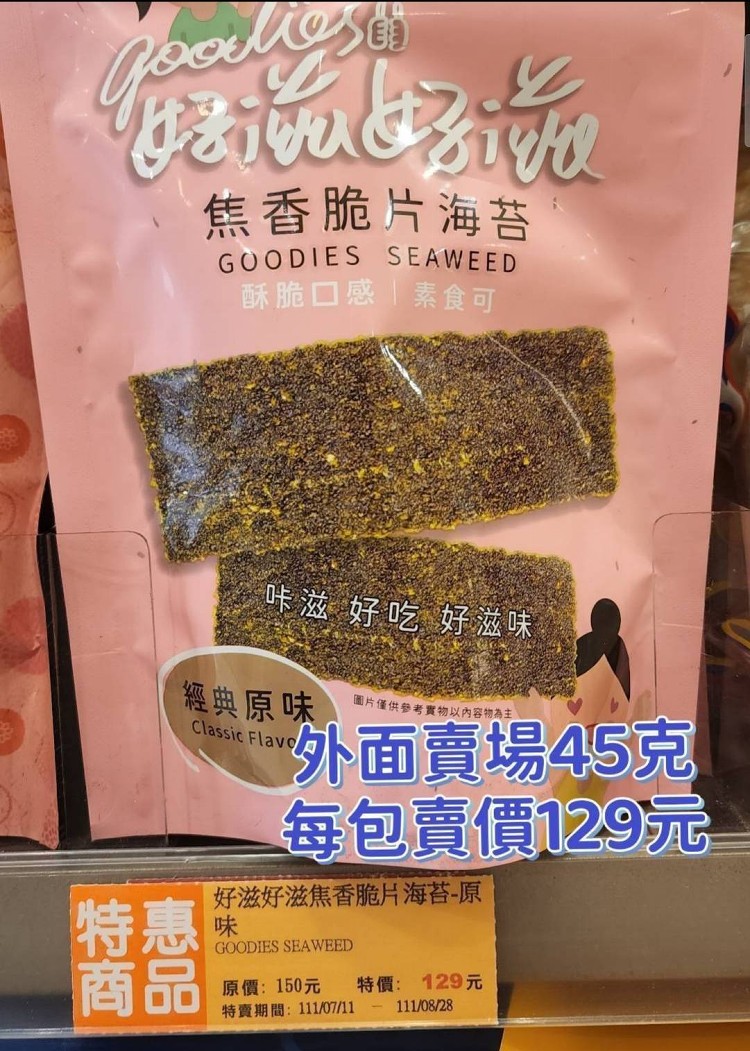 Goodies
好滋好滋
焦香脆片海苔
GOODIES SEAWEED
酥脆口感｜素食可
咔滋 好吃 好滋味
經典原味
Classic Flavo
圖片僅供參考實物以內容物為主
外面賣場45克
每包賣價129元
特惠商品
好滋好滋焦香脆片海苔-原
味
GOODIES SEAWEED
原價: 150元 特價: 129元
特賣期間: 111/07/11 － 111/08/28